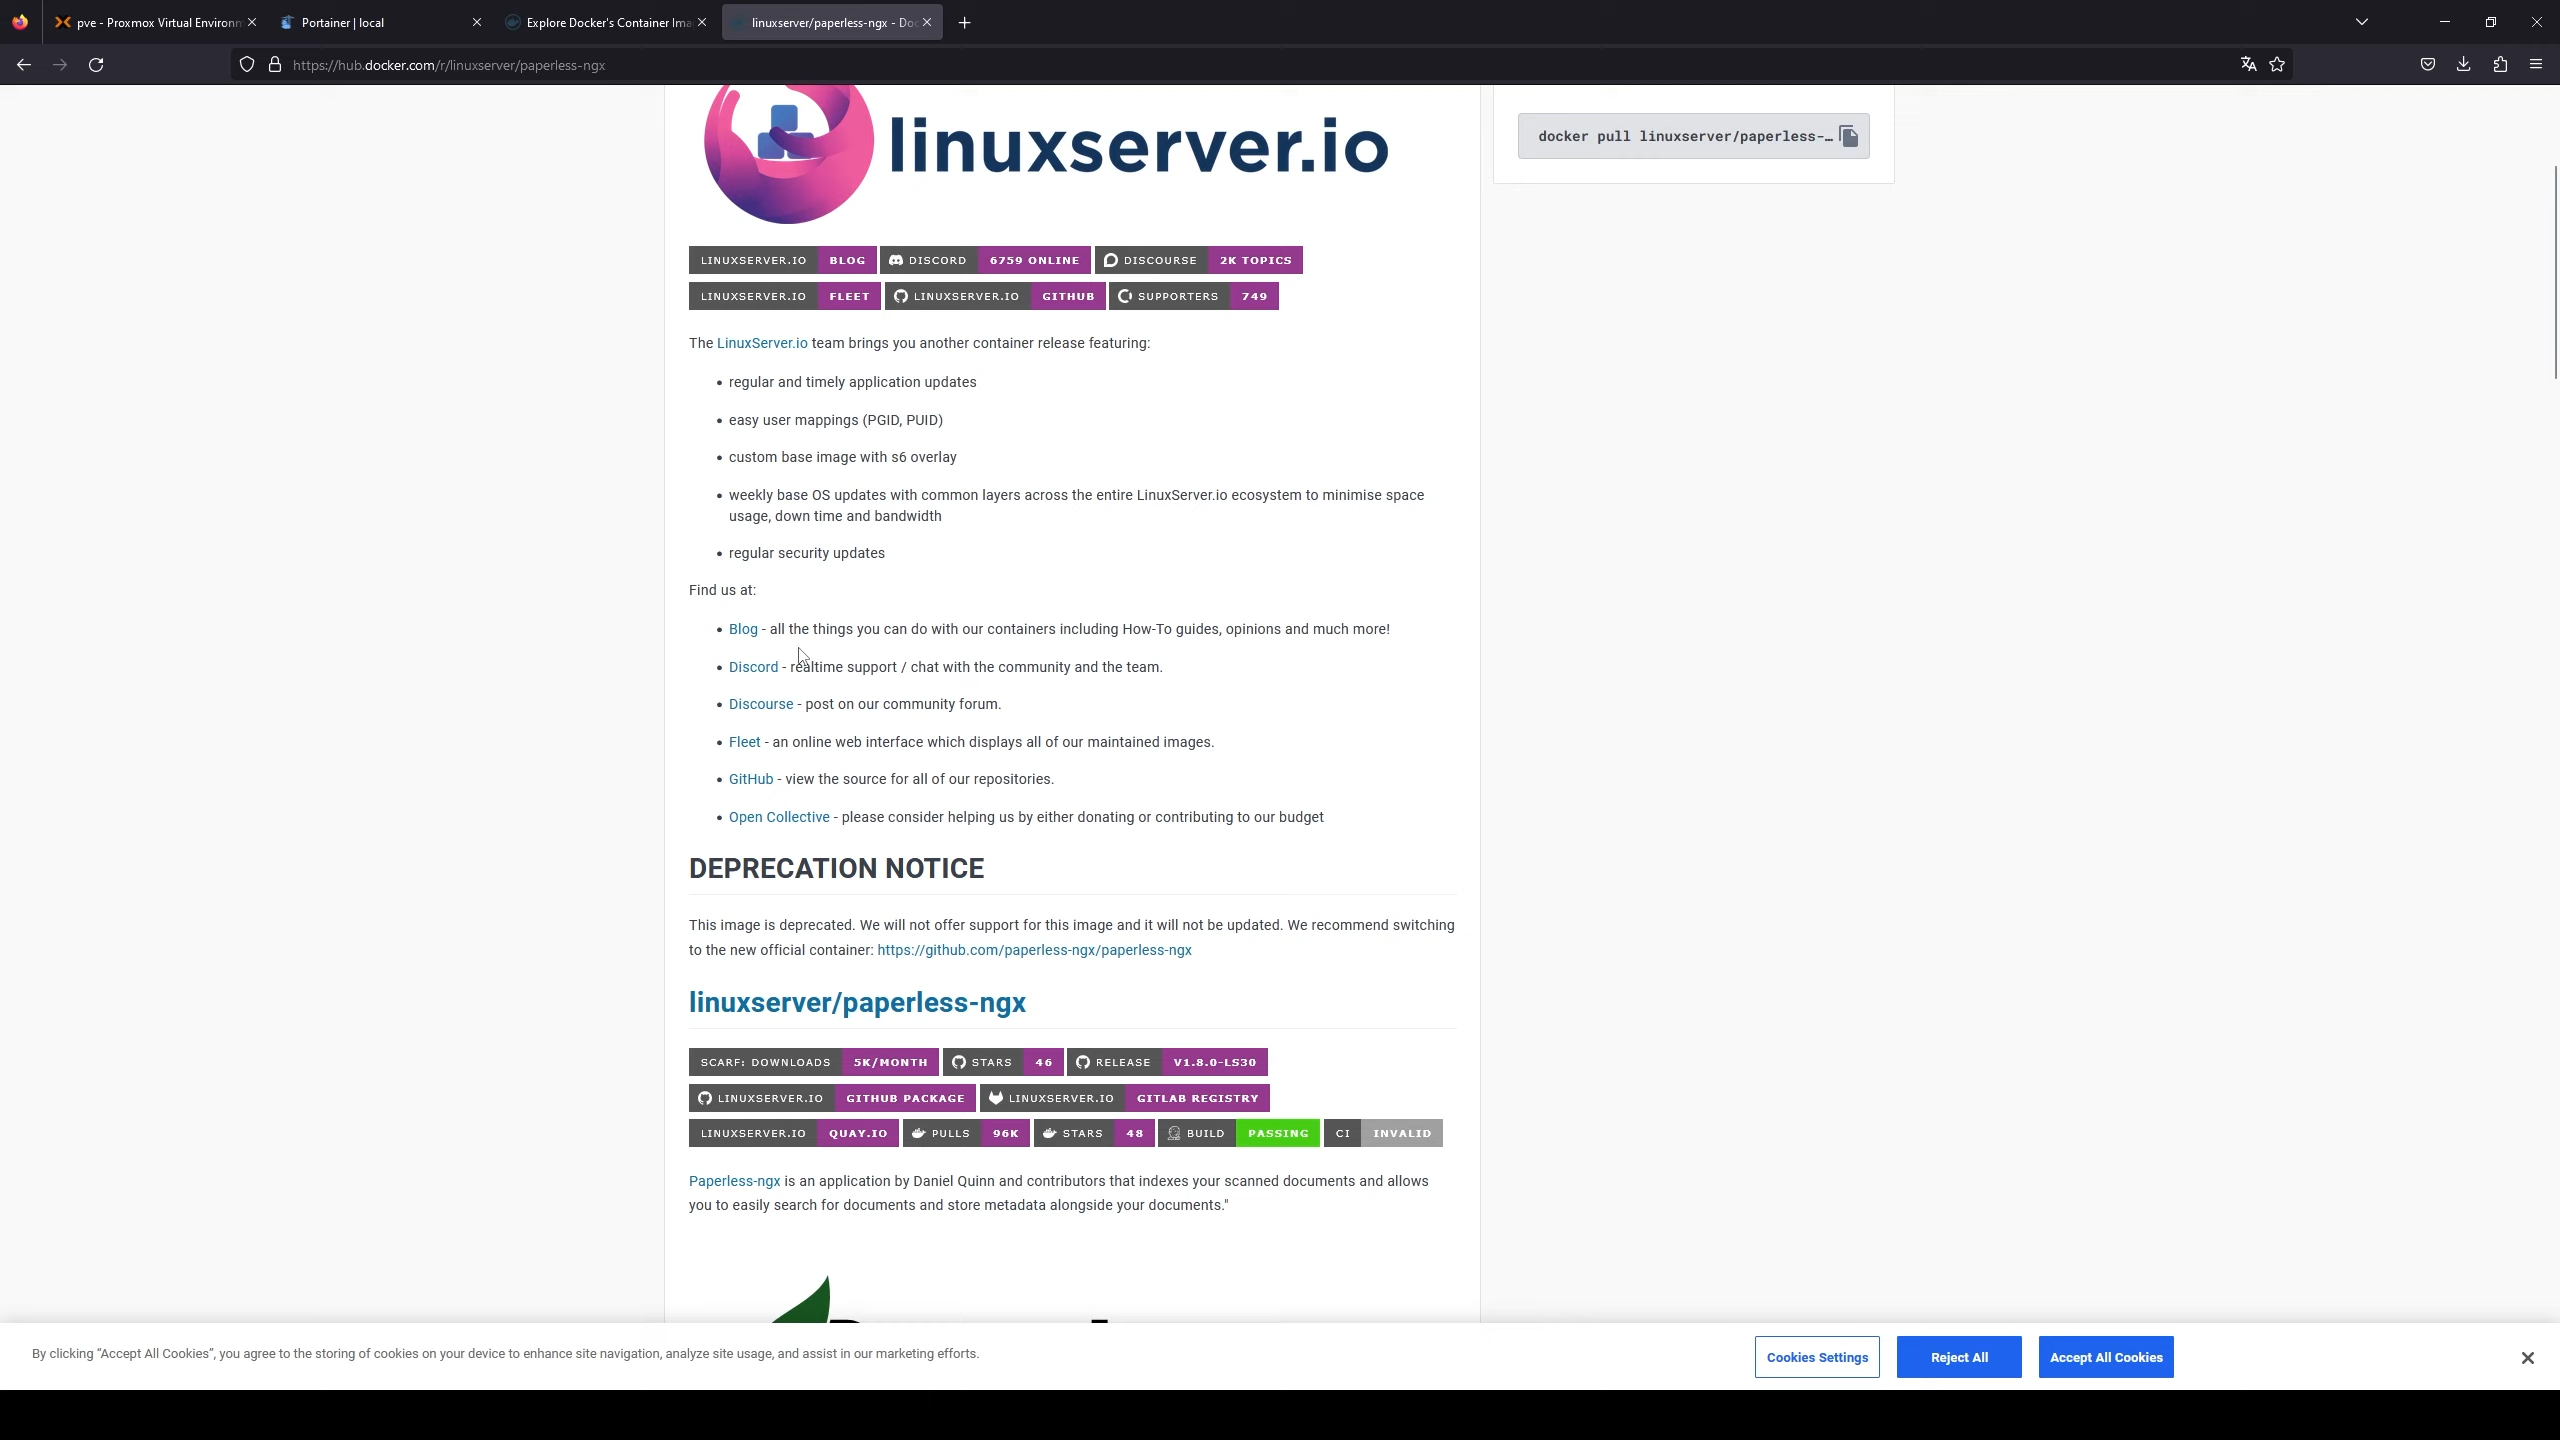 pve - Proxmox Virtual Environm
Portainer | local
Explore Docker's Container Ima
linuxserver/paperless-ngx - Doc
https://hub.docker.com/r/linuxserver/paperless-ngx
linuxserver.io
docker pull linuxserver/paperless-…
LINUXSERVER.IO BLOG DISCORD 6759 ONLINE DISCOURSE 2K TOPICS
LINUXSERVER.IO FLEET LINUXSERVER.IO GITHUB SUPPORTERS 749
The LinuxServer.io team brings you another container release featuring:
• regular and timely application updates
• easy user mappings (PGID, PUID)
• custom base image with s6 overlay
• weekly base OS updates with common layers across the entire LinuxServer.io ecosystem to minimise space
usage, down time and bandwidth
• regular security updates
Find us at:
• Blog - all the things you can do with our containers including How-To guides, opinions and much more!
• Discord - realtime support / chat with the community and the team.
• Discourse - post on our community forum.
• Fleet - an online web interface which displays all of our maintained images.
• GitHub - view the source for all of our repositories.
• Open Collective - please consider helping us by either donating or contributing to our budget
DEPRECATION NOTICE
This image is deprecated. We will not offer support for this image and it will not be updated. We recommend switching
to the new official container: https://github.com/paperless-ngx/paperless-ngx
linuxserver/paperless-ngx
SCARF: DOWNLOADS 5K/MONTH STARS 46 RELEASE V1.8.0-LS30
LINUXSERVER.IO GITHUB PACKAGE LINUXSERVER.IO GITLAB REGISTRY
LINUXSERVER.IO QUAY.IO PULLS 96K STARS 48 BUILD PASSING CI INVALID
Paperless-ngx is an application by Daniel Quinn and contributors that indexes your scanned documents and allows
you to easily search for documents and store metadata alongside your documents."
By clicking “Accept All Cookies”, you agree to the storing of cookies on your device to enhance site navigation, analyze site usage, and assist in our marketing efforts.
Cookies Settings
Reject All
Accept All Cookies